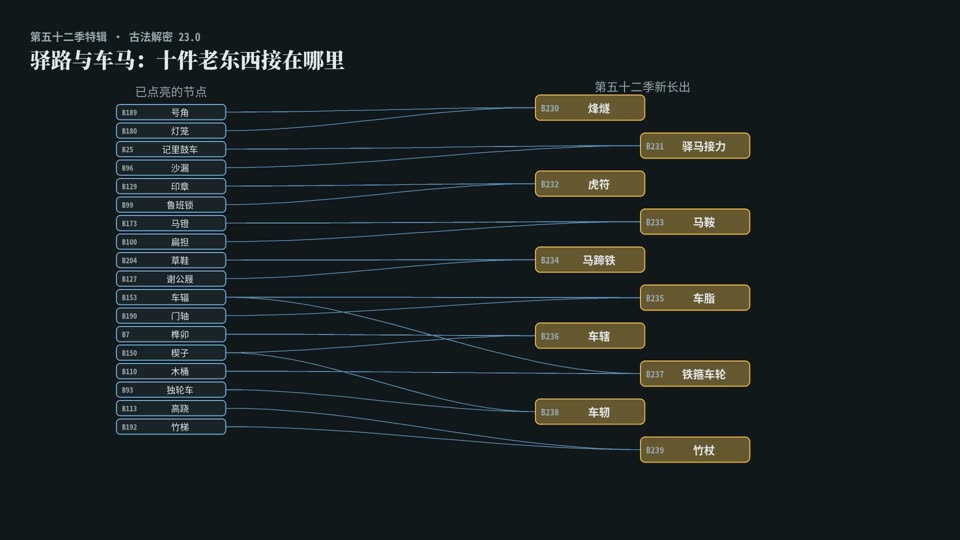 第五十二季特辑 · 古法解密 23.0
驿路与车马：十件老东西接在哪里
已点亮的节点
B189 号角
B180 灯笼
B25 记里鼓车
B96 沙漏
B129 印章
B99 鲁班锁
B173 马镫
B100 扁担
B204 草鞋
B127 谢公屐
B153 车辐
B190 门轴
B7 榫卯
B150 楔子
B110 木桶
B93 独轮车
B113 高跷
B192 竹梯
第五十二季新长出
B230 烽燧
B231 驿马接力
B232 虎符
B233 马鞍
B234 马蹄铁
B235 车脂
B236 车辖
B237 铁箍车轮
B238 车轫
B239 竹杖